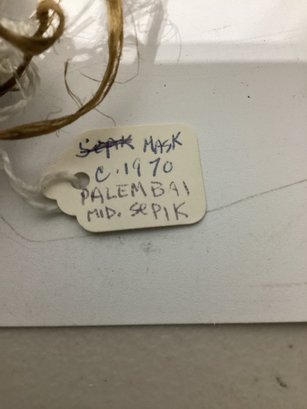 Sepik MASK
C. 1970
PALEMBAI
MID. SEPIK